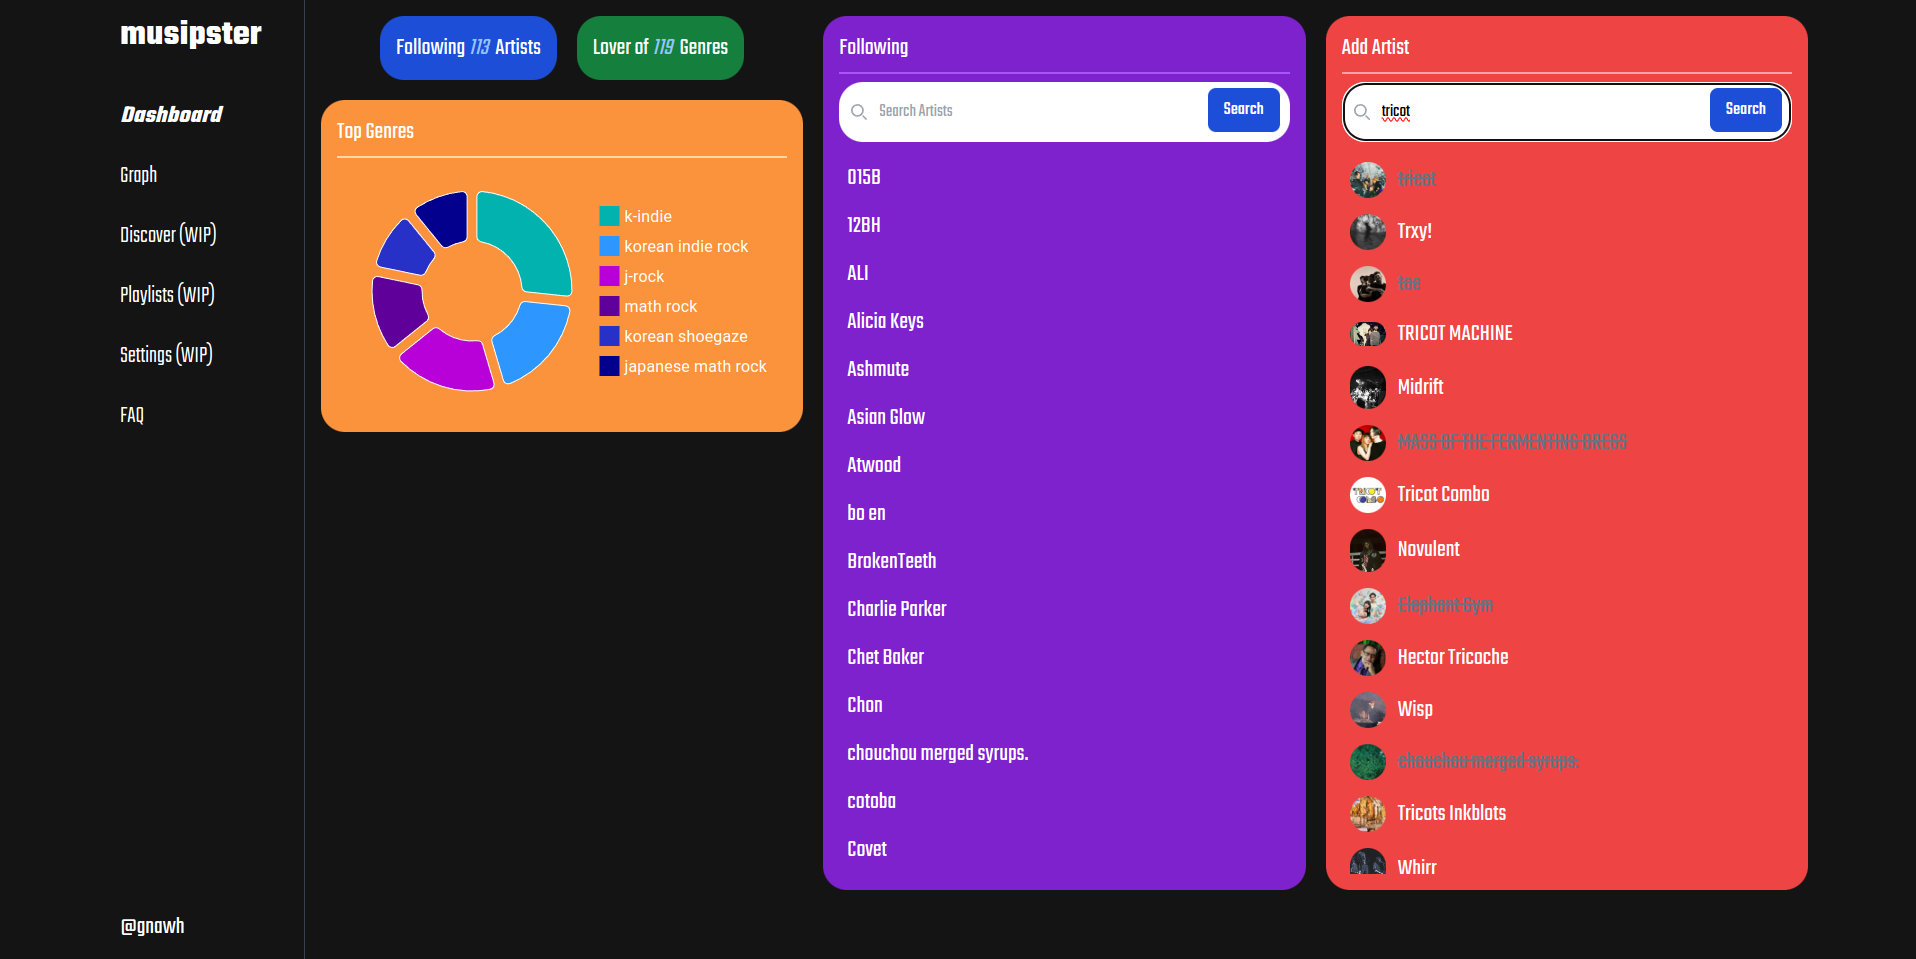 musipster
Dashboard
Graph
Discover (WIP)
Playlists (WIP)
Settings (WIP)
FAQ
@gnawh
Following 113 Artists
Lover of 119 Genres
Top Genres
k-indie
korean indie rock
j-rock
math rock
korean shoegaze
japanese math rock
Following
Search Artists
Search
015B
12BH
ALI
Alicia Keys
Ashmute
Asian Glow
Atwood
bo en
BrokenTeeth
Charlie Parker
Chet Baker
Chon
chouchou merged syrups.
cotoba
Covet
Add Artist
tricot
Search
tricot
Trxy!
toe
TRICOT MACHINE
Midrift
MASS OF THE FERMENTING DREGS
Tricot Combo
Novulent
Elephant Gym
Hector Tricoche
Wisp
chouchou merged syrups.
Tricots Inkblots
Whirr